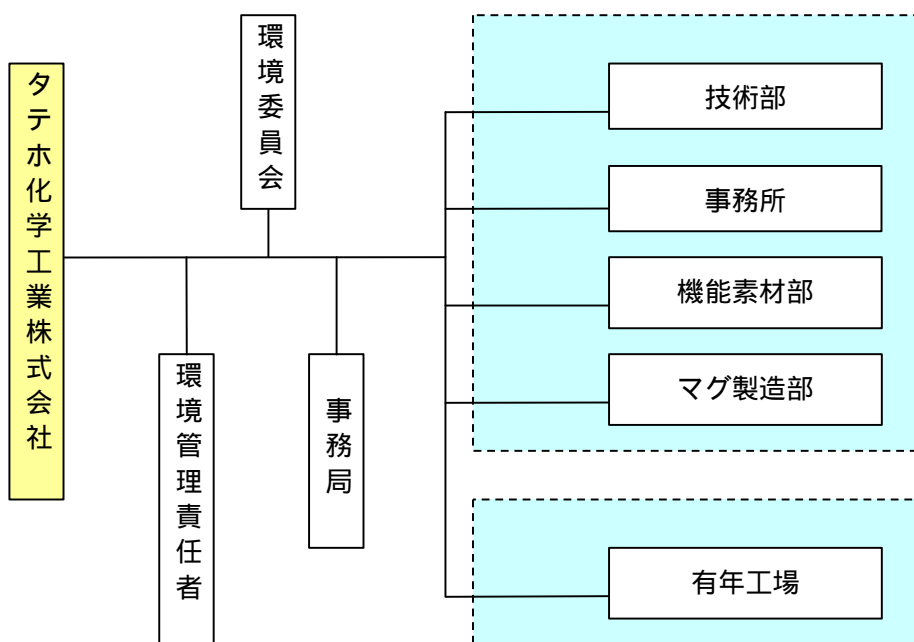 タテホ化学工業株式会社
環境委員会
環境管理責任者
事務局
技術部
事務所
機能素材部
マグ製造部
有年工場